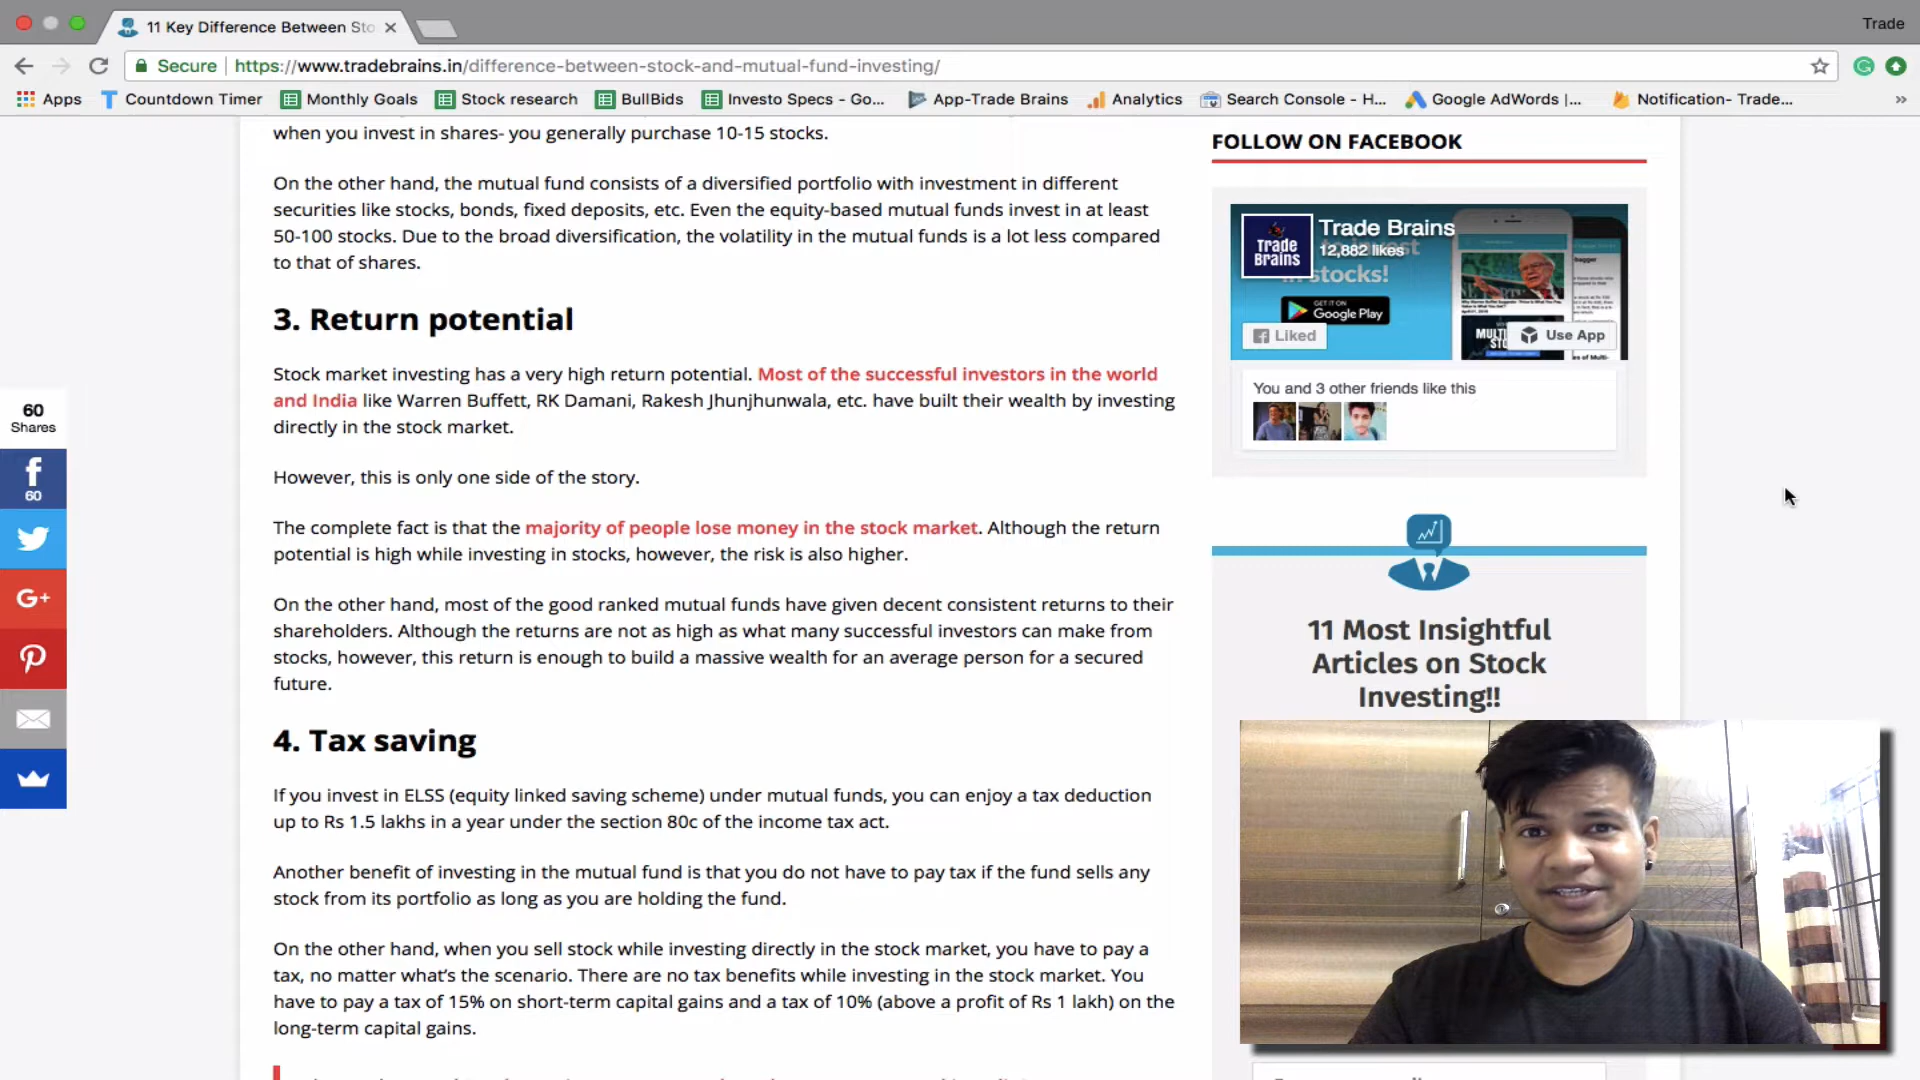 11 Key Difference Between Sto
Trade
Secure
https://www.tradebrains.in/difference-between-stock-and-mutual-fund-investing/
Apps
Countdown Timer
Monthly Goals
Stock research
BullBids
Investo Specs - Go...
App-Trade Brains
Analytics
Search Console - H...
Google AdWords |...
Notification- Trade...
»
when you invest in shares- you generally purchase 10-15 stocks.
On the other hand, the mutual fund consists of a diversified portfolio with investment in different
securities like stocks, bonds, fixed deposits, etc. Even the equity-based mutual funds invest in at least
50-100 stocks. Due to the broad diversification, the volatility in the mutual funds is a lot less compared
to that of shares.
3. Return potential
Stock market investing has a very high return potential. Most of the successful investors in the world
and India like Warren Buffett, RK Damani, Rakesh Jhunjhunwala, etc. have built their wealth by investing
directly in the stock market.
However, this is only one side of the story.
The complete fact is that the majority of people lose money in the stock market. Although the return
potential is high while investing in stocks, however, the risk is also higher.
On the other hand, most of the good ranked mutual funds have given decent consistent returns to their
shareholders. Although the returns are not as high as what many successful investors can make from
stocks, however, this return is enough to build a massive wealth for an average person for a secured
future.
4. Tax saving
If you invest in ELSS (equity linked saving scheme) under mutual funds, you can enjoy a tax deduction
up to Rs 1.5 lakhs in a year under the section 80c of the income tax act.
Another benefit of investing in the mutual fund is that you do not have to pay tax if the fund sells any
stock from its portfolio as long as you are holding the fund.
On the other hand, when you sell stock while investing directly in the stock market, you have to pay a
tax, no matter what's the scenario. There are no tax benefits while investing in the stock market. You
have to pay a tax of 15% on short-term capital gains and a tax of 10% (above a profit of Rs 1 lakh) on the
long-term capital gains.
60
Shares
f
60
G+
FOLLOW ON FACEBOOK
Trade
Brains
Trade Brains
12,882 likes
to invest
stocks!
GET IT ON
Google Play
Liked
Use App
You and 3 other friends like this
11 Most Insightful
Articles on Stock
Investing!!